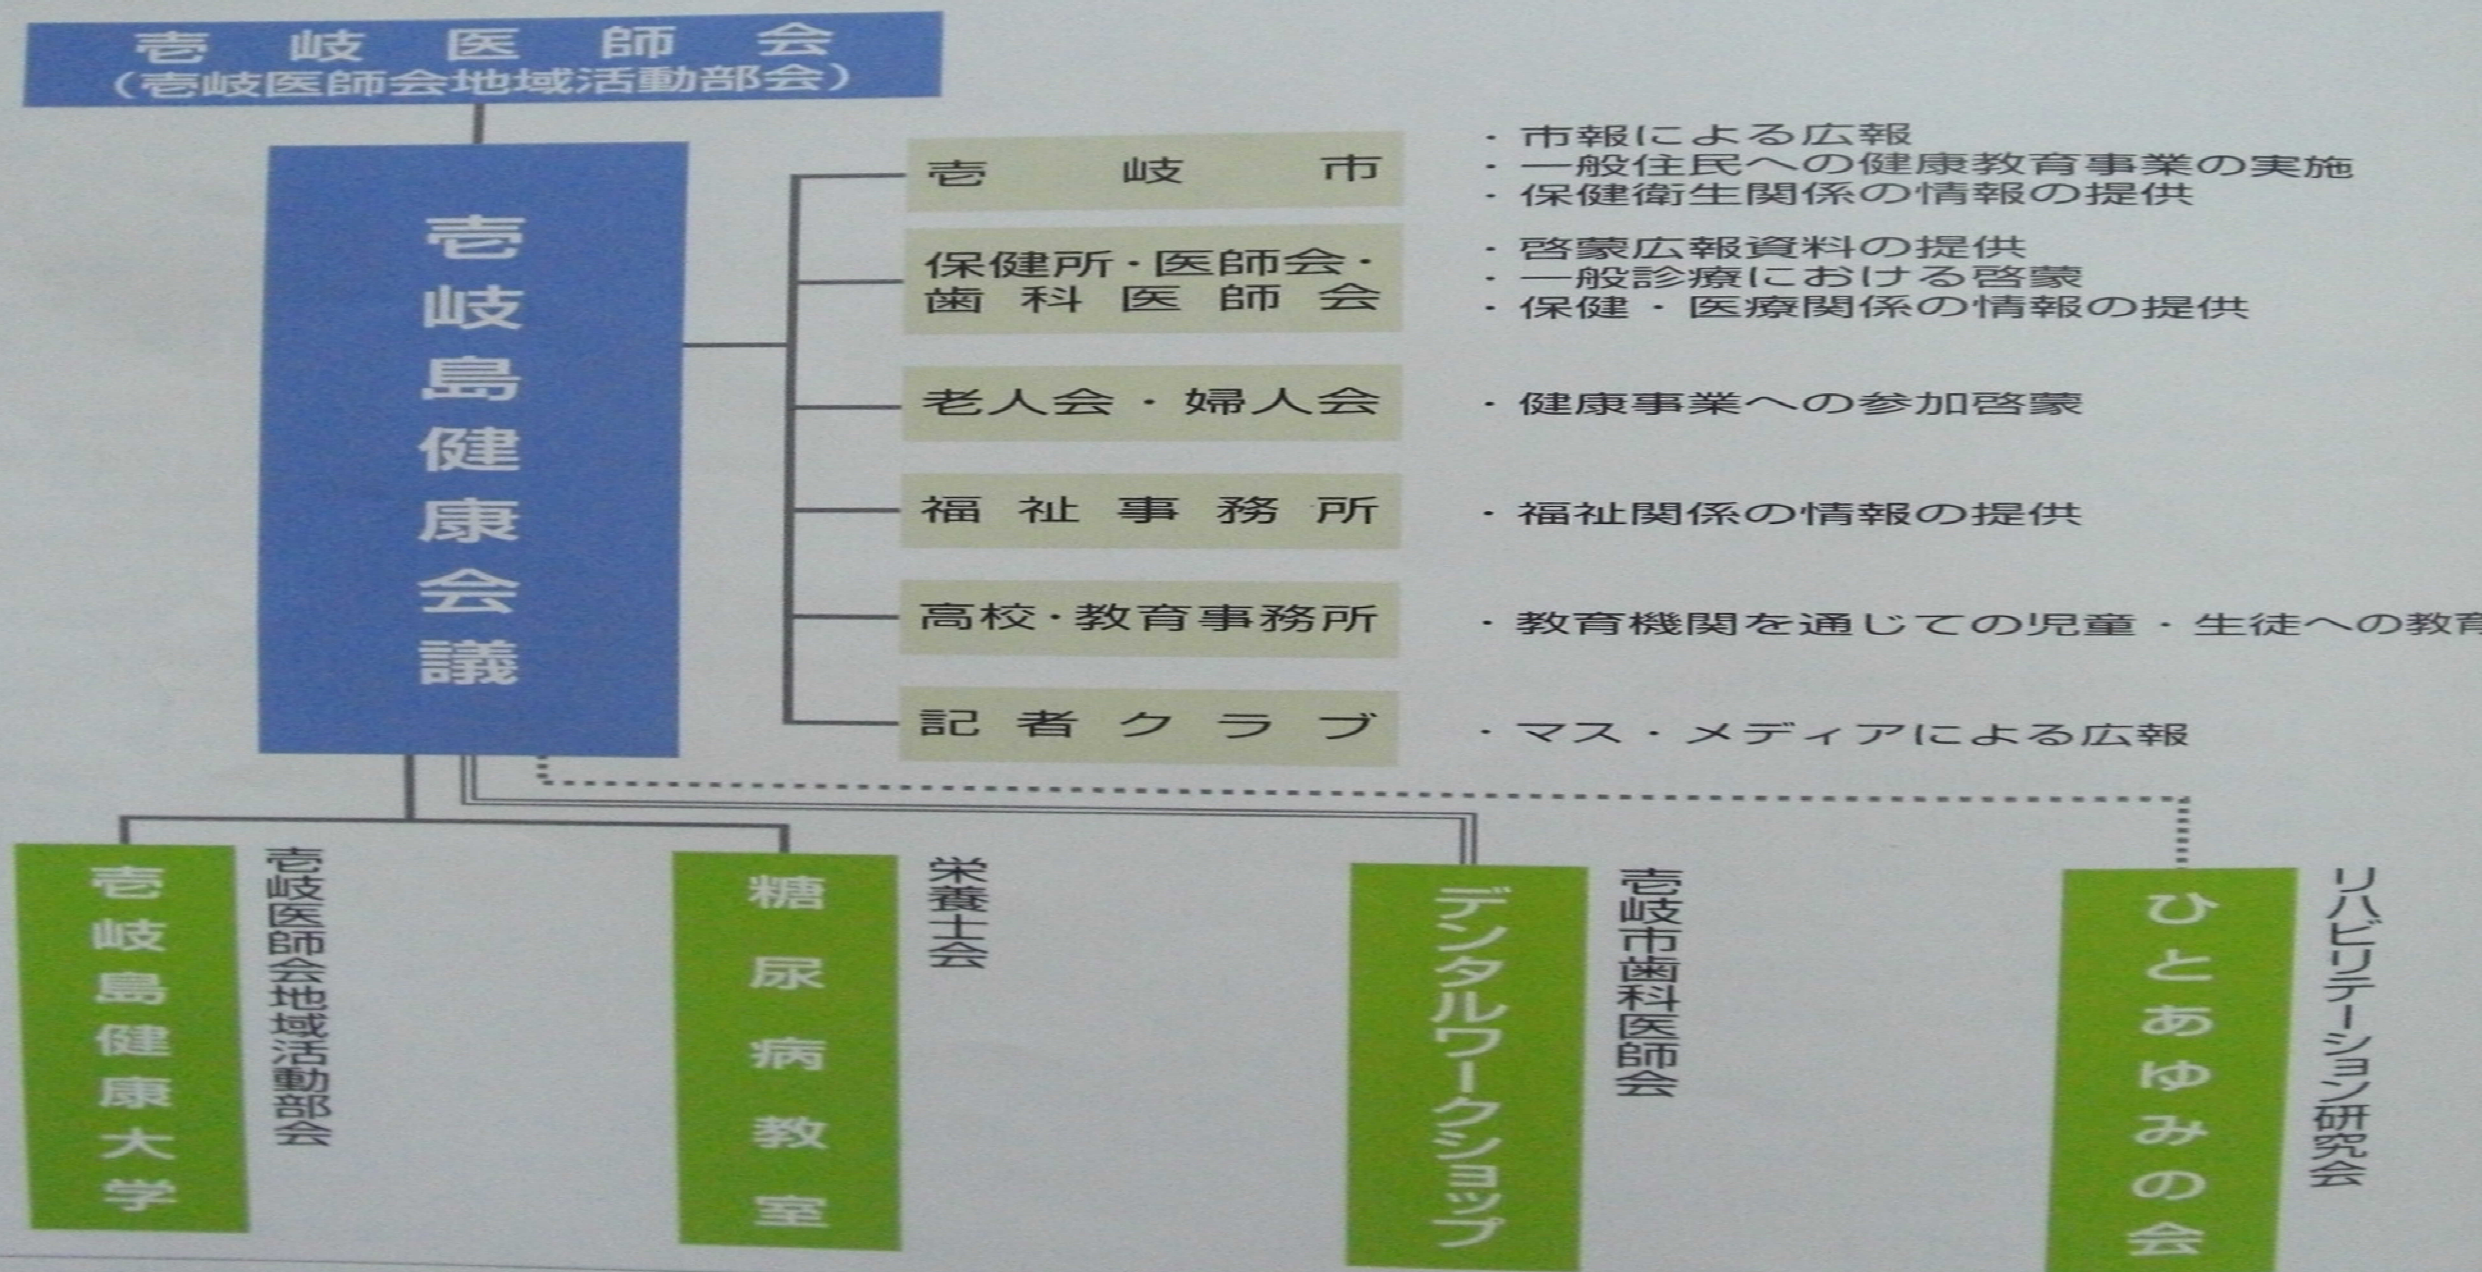 壱岐医師会
(壱岐医師会地域活動部会)
壱岐島健康会議
壱岐市
・市報による広報
・一般住民への健康教育事業の実施
・保健衛生関係の情報の提供
保健所・医師会・
歯科医師会
・啓蒙広報資料の提供
・一般診療における啓蒙
・保健・医療関係の情報の提供
老人会・婦人会
・健康事業への参加啓蒙
福祉事務所
・福祉関係の情報の提供
高校・教育事務所
・教育機関を通じての児童・生徒への教育
記者クラブ
・マス・メディアによる広報
壱岐島健康大学
壱岐医師会地域活動部会
糖尿病教室
栄養士会
デンタルワークショップ
壱岐市歯科医師会
ひとあゆみの会
リハビリテーション研究会